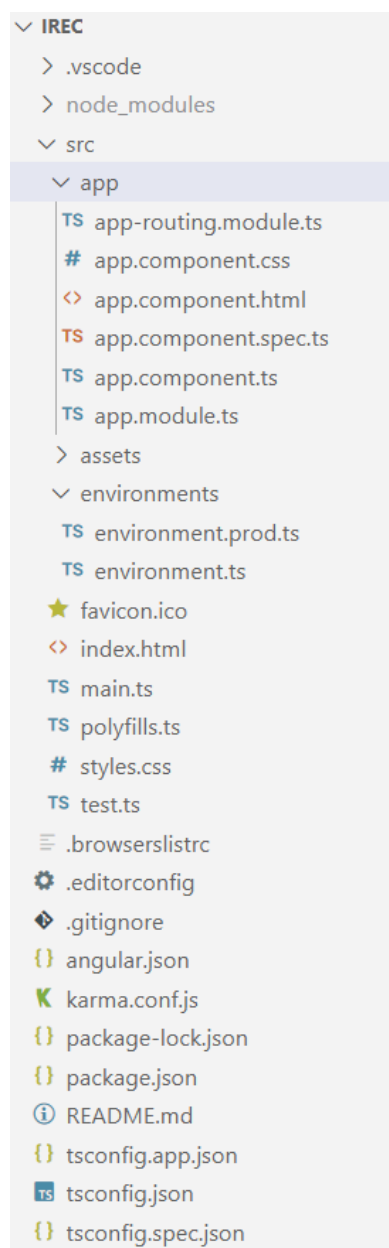 IREC
.vscode
node_modules
src
app
TS app-routing.module.ts
# app.component.css
<> app.component.html
TS app.component.spec.ts
TS app.component.ts
TS app.module.ts
assets
environments
TS environment.prod.ts
TS environment.ts
favicon.ico
<> index.html
TS main.ts
TS polyfills.ts
# styles.css
TS test.ts
.browserslistrc
.editorconfig
.gitignore
{} angular.json
K karma.conf.js
{} package-lock.json
{} package.json
README.md
{} tsconfig.app.json
TS tsconfig.json
{} tsconfig.spec.json